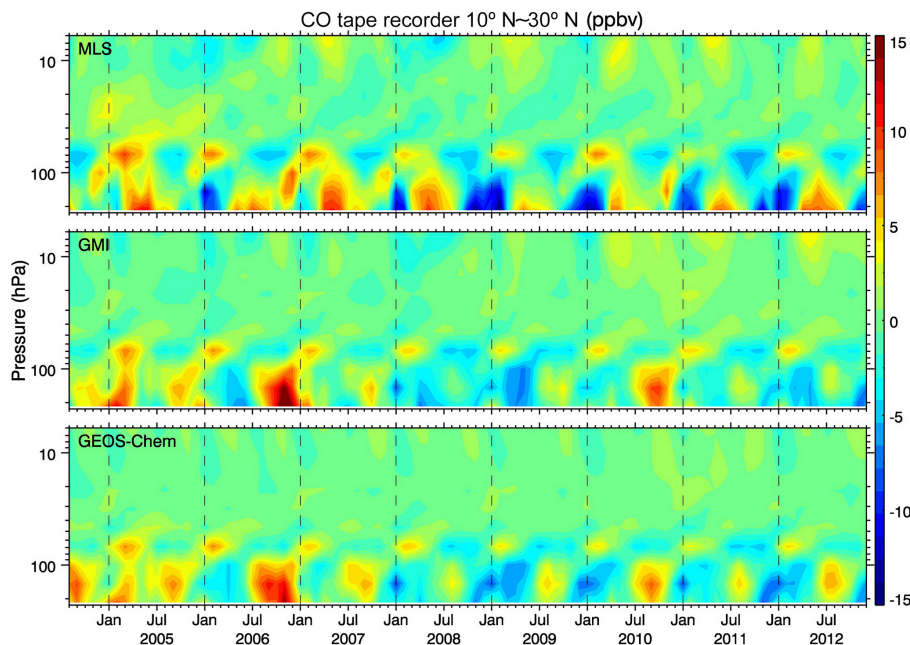 CO tape recorder 10º N~30º N (ppbv)
MLS
10
100
GMI
10
100
GEOS-Chem
10
100
Pressure (hPa)
Jan Jul Jan Jul Jan Jul Jan Jul Jan Jul Jan Jul Jan Jul Jan Jul
2005 2006 2007 2008 2009 2010 2011 2012
15
10
5
0
-5
-10
-15